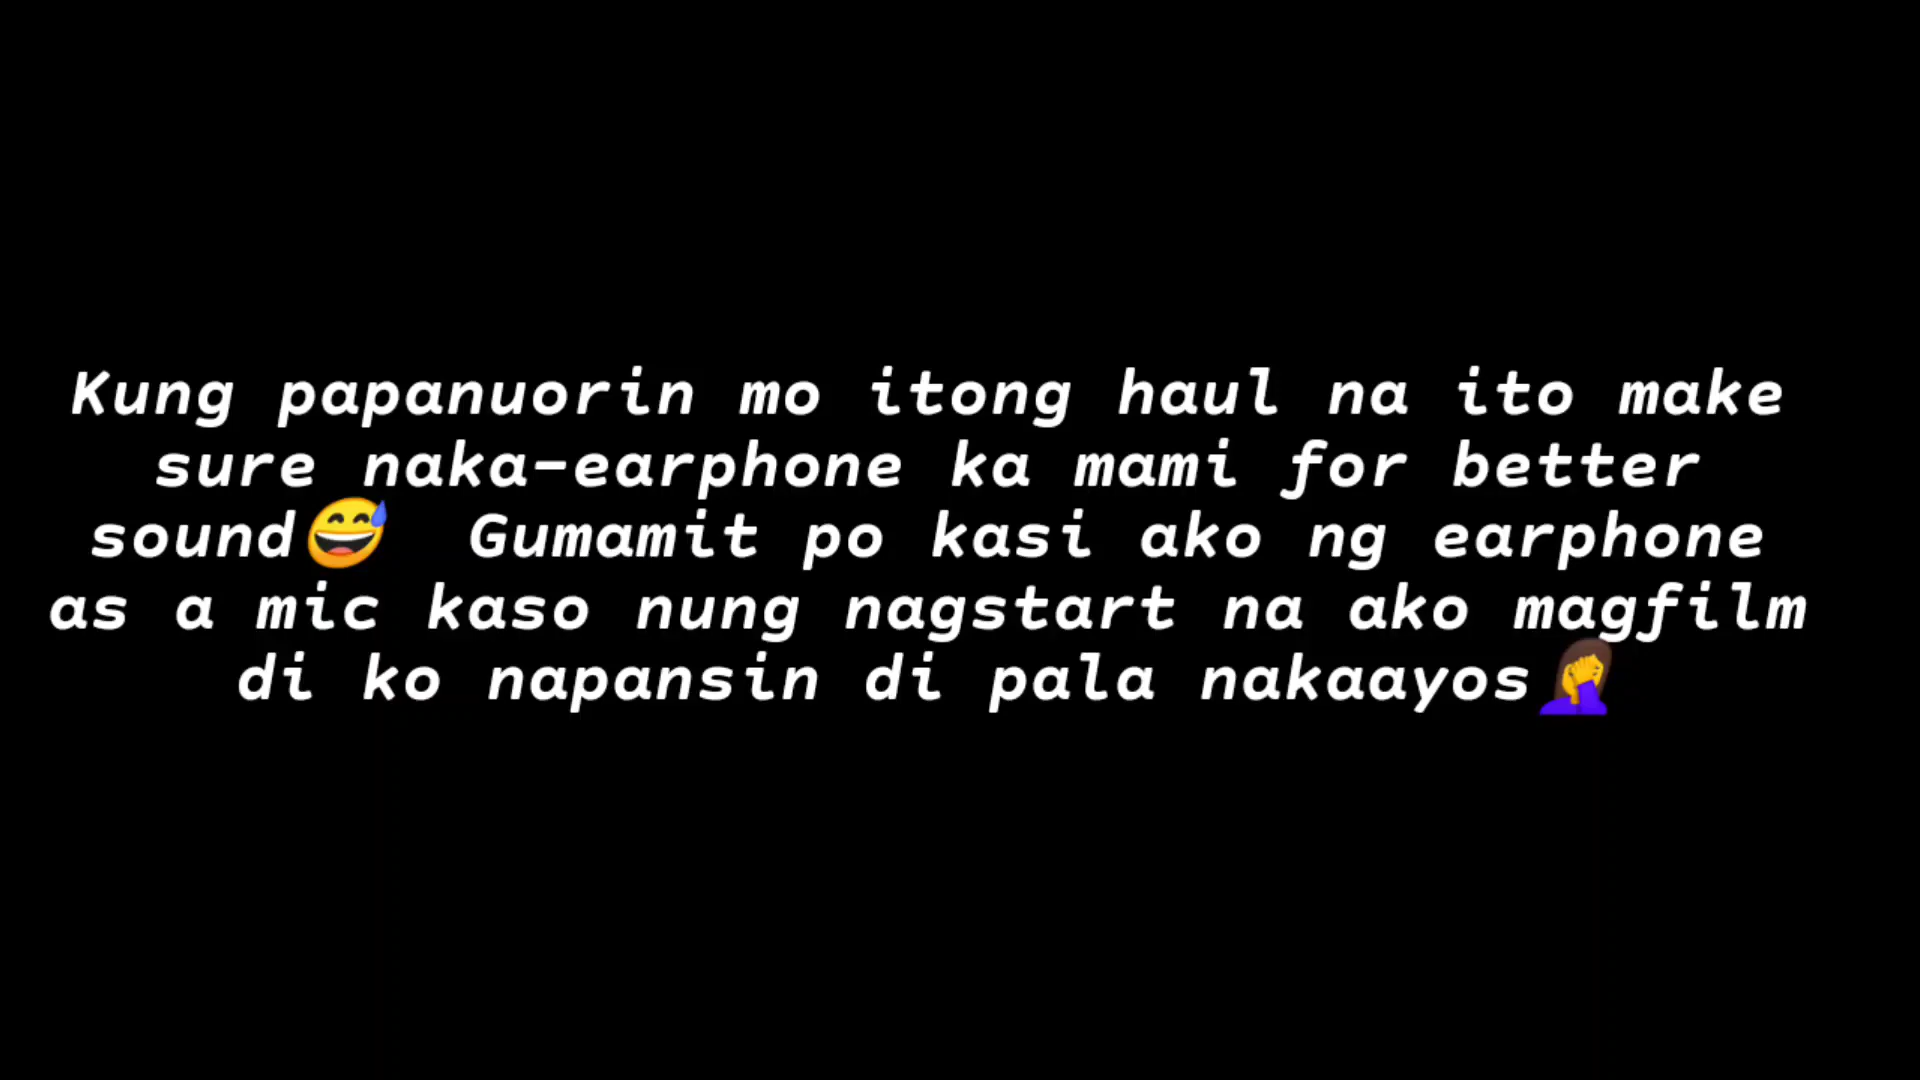 Kung papanuorin mo itong haul na ito make
sure naka-earphone ka mami for better
sound😅 Gumamit po kasi ako ng earphone
as a mic kaso nung nagstart na ako magfilm
di ko napansin di pala nakaayos🤦‍♀️